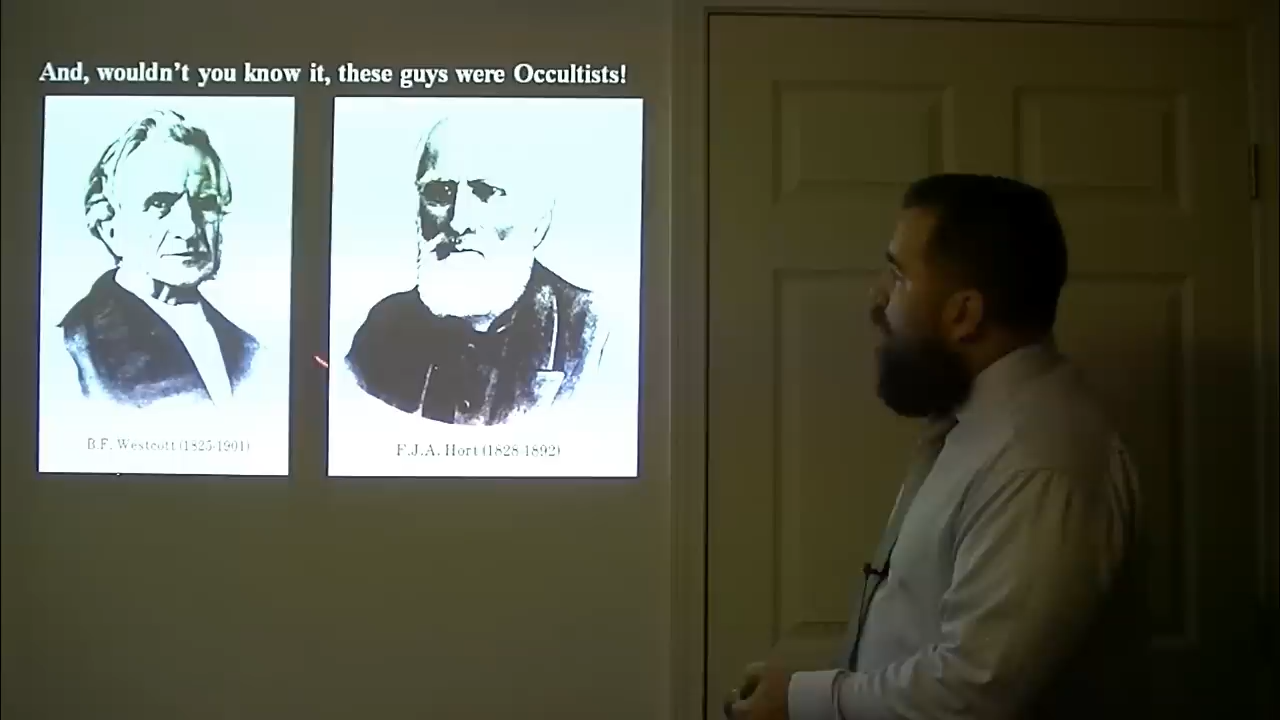 And, wouldn't you know it, these guys were Occultists!
B.F. Westcott (1825-1901)
F.J.A. Hort (1828-1892)